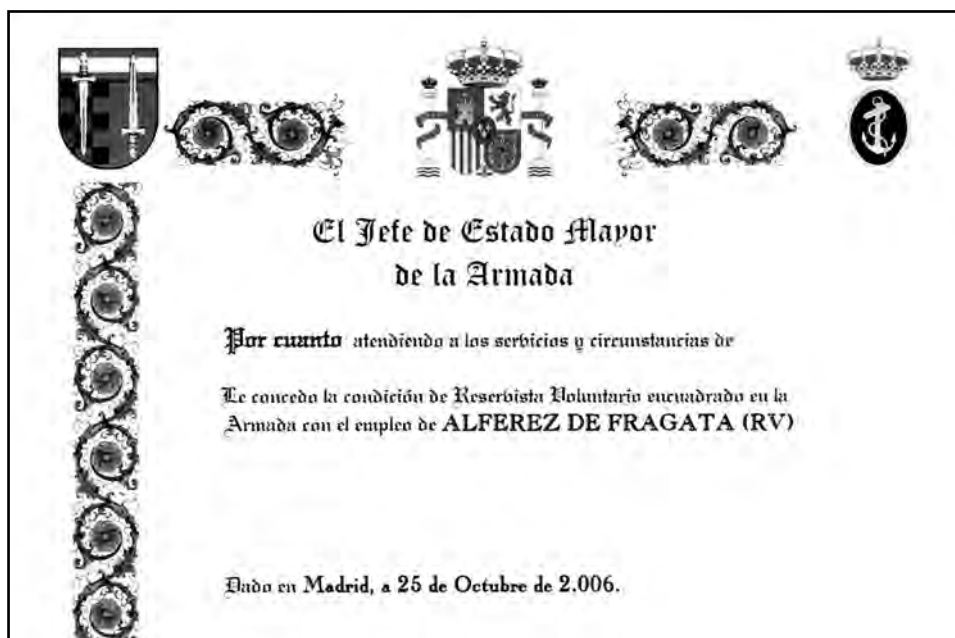 El Jefe de Estado Mayor
de la Armada
Por cuanto atendiendo a los servicios y circunstancias de
Le concedo la condición de Reservista Voluntario encuadrado en la
Armada con el empleo de ALFEREZ DE FRAGATA (RV)
Dado en Madrid, a 25 de Octubre de 2.006.